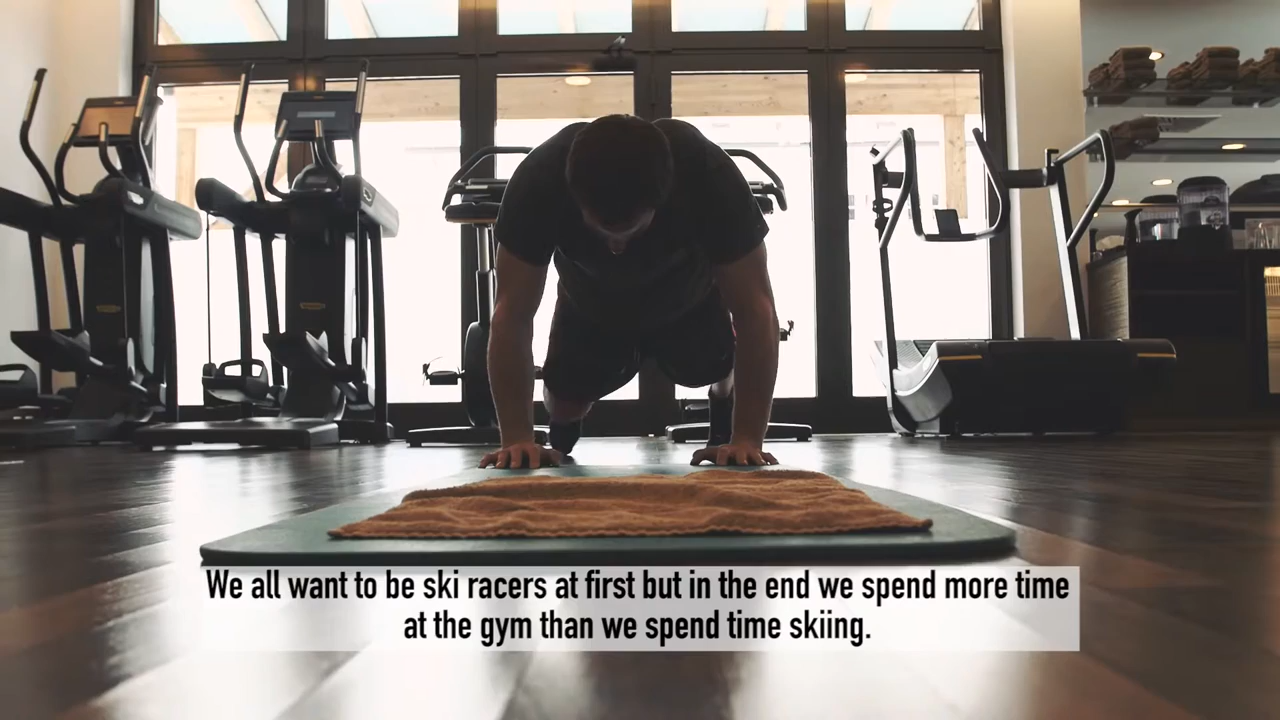 We all want to be ski racers at first but in the end we spend more time
at the gym than we spend time skiing.